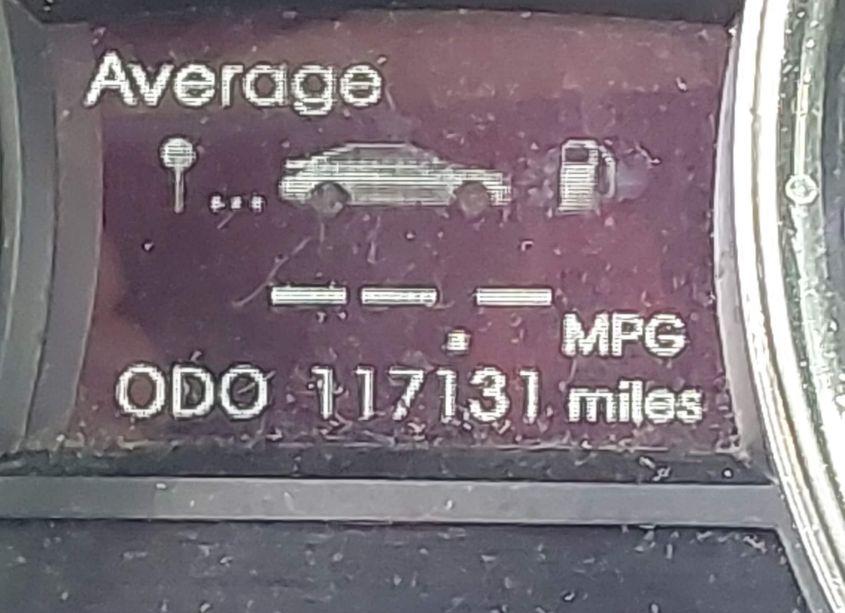 Average
-- -- . -- MPG
ODO 117131 miles